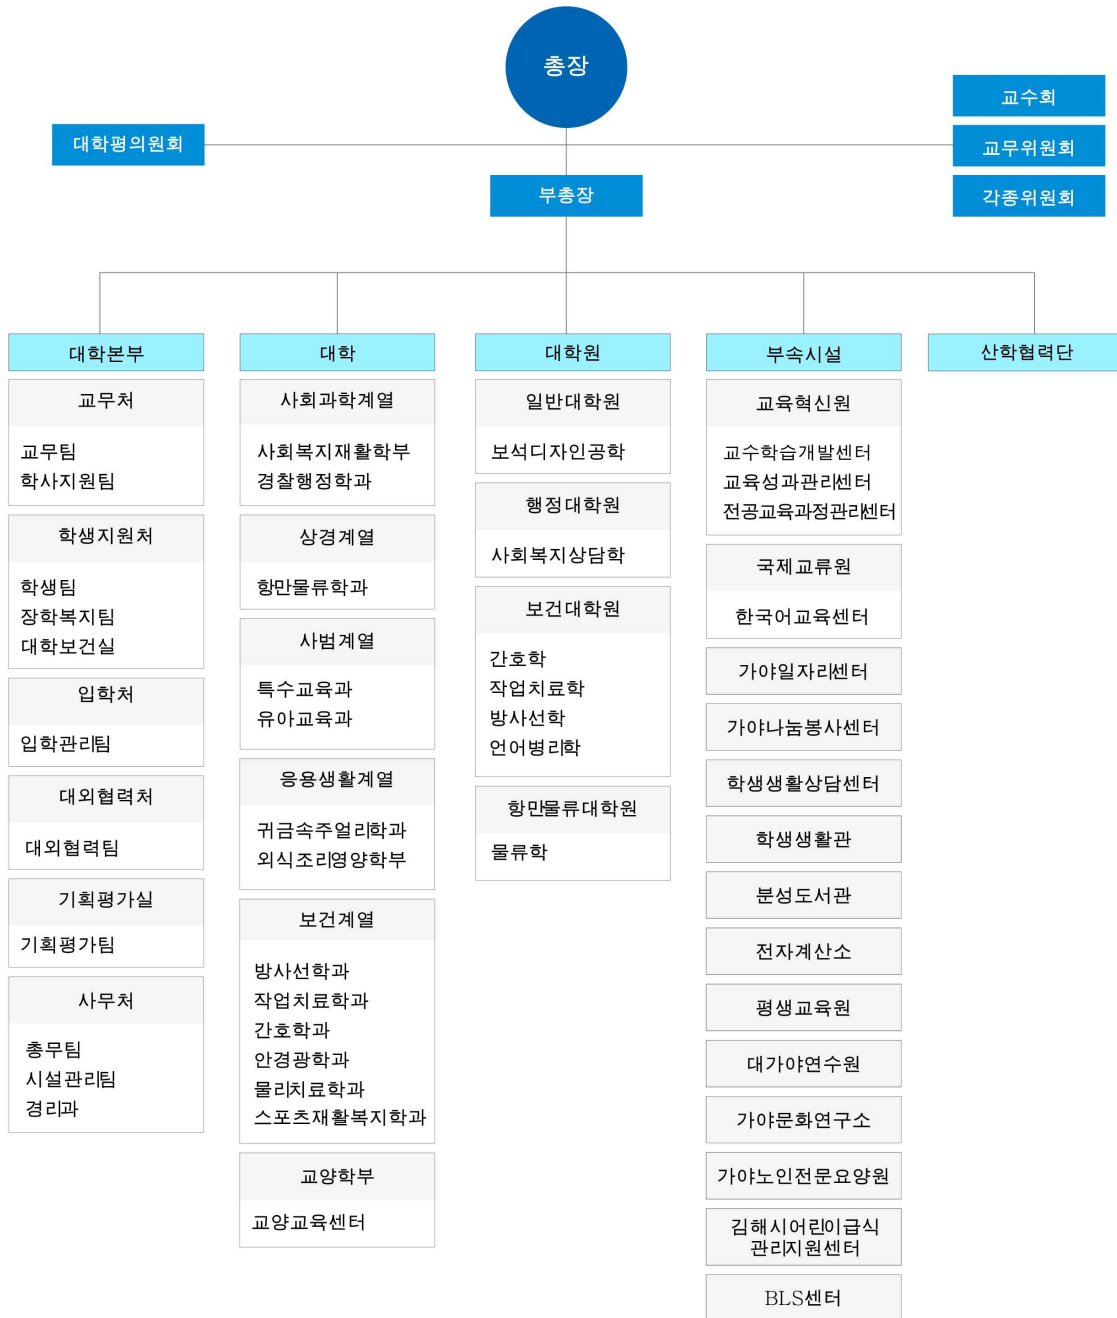 총장
교수회
대학평의원회
교무위원회
부총장
각종위원회
대학본부
교무처
교무팀
학사지원팀
학생지원처
학생팀
장학복지팀
대학보건실
입학처
입학관리팀
대외협력처
대외협력팀
기획평가실
기획평가팀
사무처
총무팀
시설관리팀
경리과
대학
사회과학계열
사회복지재활학부
경찰행정학과
상경계열
항만물류학과
사범계열
특수교육과
유아교육과
응용생활계열
귀금속주얼리학과
외식조리영양학부
보건계열
방사선학과
작업치료학과
간호학과
안경광학과
물리치료학과
스포츠재활복지학과
교양학부
교양교육센터
대학원
일반대학원
보석디자인공학
행정대학원
사회복지상담학
보건대학원
간호학
작업치료학
방사선학
언어병리학
항만물류대학원
물류학
부속시설
교육혁신원
교수학습개발센터
교육성과관리센터
전공교육과정관리센터
국제교류원
한국어교육센터
가야일자리센터
가야나눔봉사센터
학생생활상담센터
학생생활관
분성도서관
전자계산소
평생교육원
대가야연수원
가야문화연구소
가야노인전문요양원
김해시어린이급식
관리지원센터
BLS센터
산학협력단